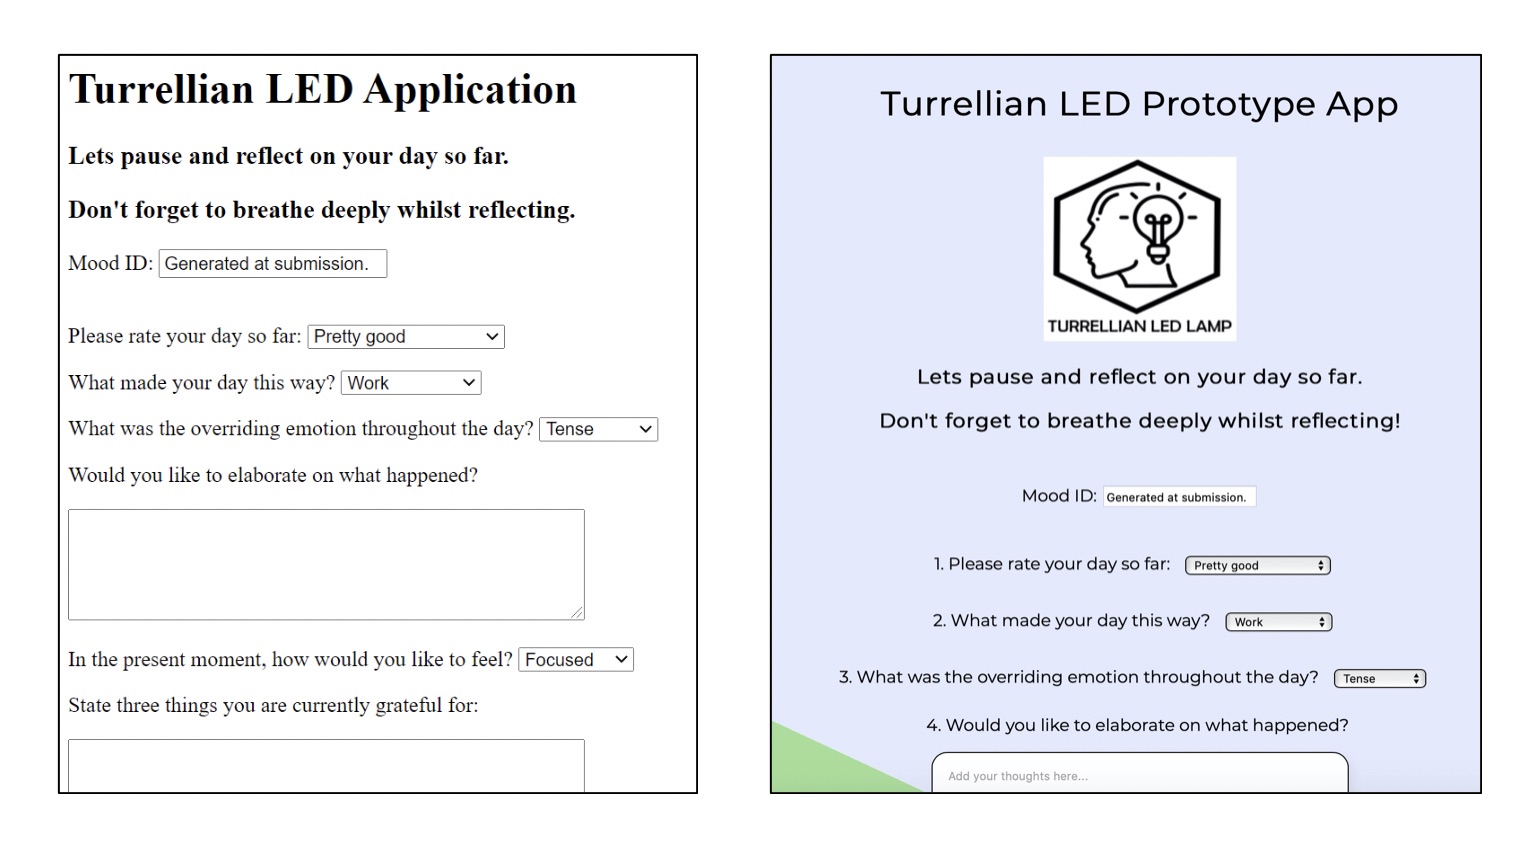 Turrellian LED Application
Lets pause and reflect on your day so far.
Don't forget to breathe deeply whilst reflecting.
Mood ID: Generated at submission.
Please rate your day so far: Pretty good
What made your day this way? Work
What was the overriding emotion throughout the day? Tense
Would you like to elaborate on what happened?
In the present moment, how would you like to feel? Focused
State three things you are currently grateful for:
Turrellian LED Prototype App
TURRELLIAN LED LAMP
Lets pause and reflect on your day so far.
Don't forget to breathe deeply whilst reflecting!
Mood ID: Generated at submission.
1. Please rate your day so far: Pretty good
2. What made your day this way? Work
3. What was the overriding emotion throughout the day? Tense
4. Would you like to elaborate on what happened?
Add your thoughts here...